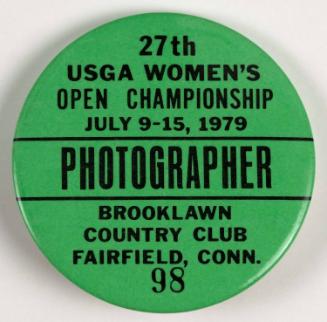 27th
USGA WOMEN'S
OPEN CHAMPIONSHIP
JULY 9-15, 1979
PHOTOGRAPHER
BROOKLAWN
COUNTRY CLUB
FAIRFIELD, CONN.
98